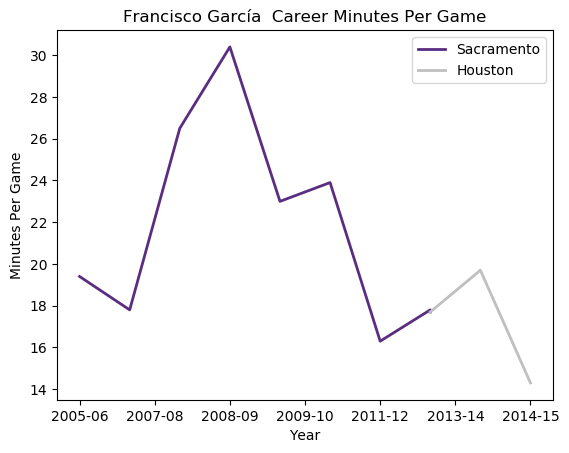 Francisco García  Career Minutes Per Game
Sacramento
Houston
30
28
26
24
22
20
18
16
14
Minutes Per Game
2005-06 2007-08 2008-09 2009-10 2011-12 2013-14 2014-15
Year